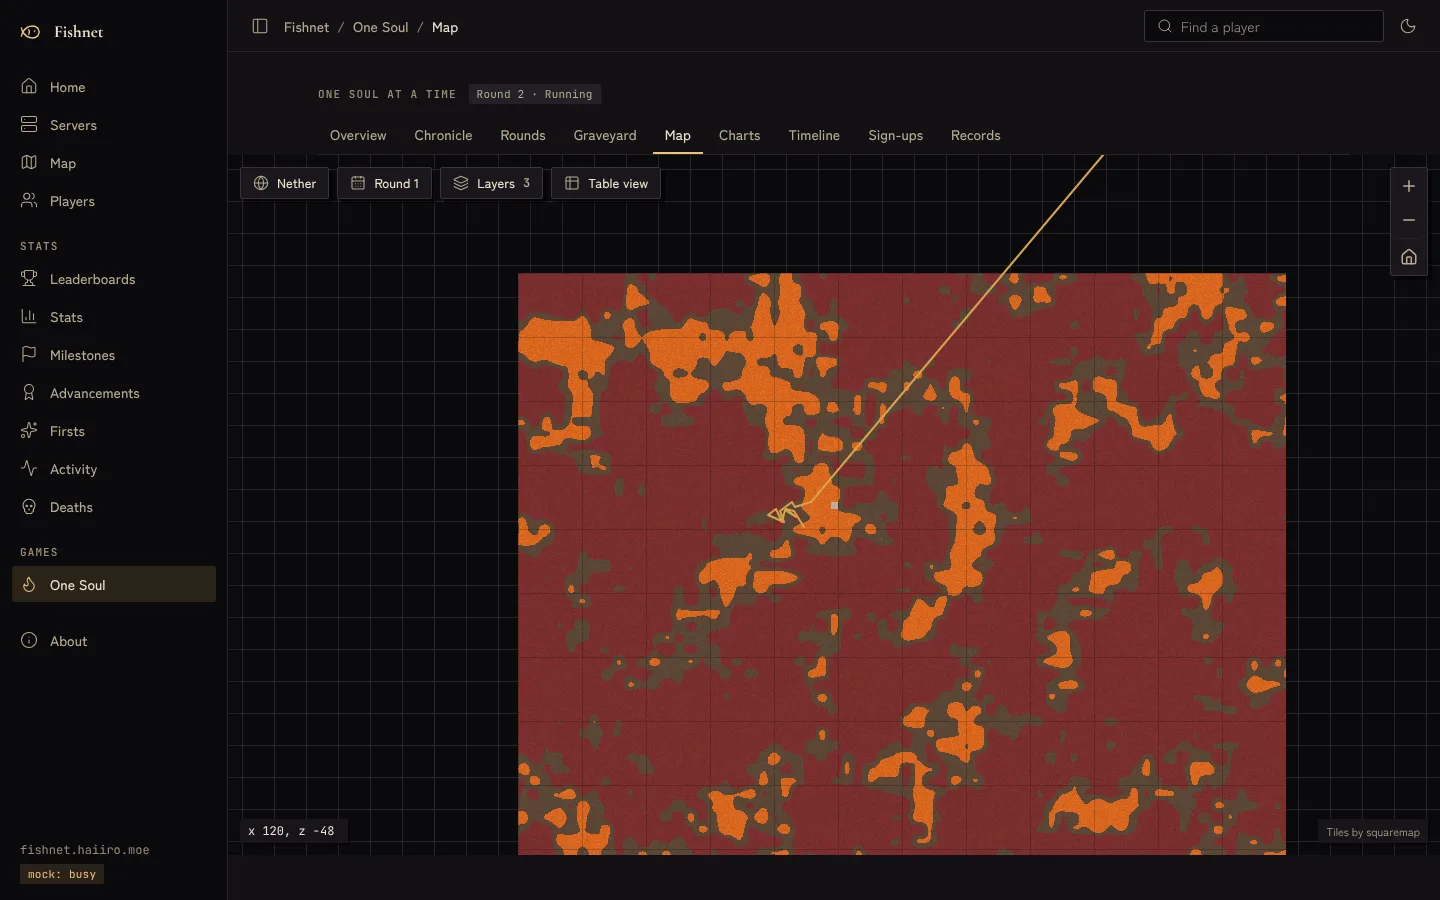 Fishnet
Home
Servers
Map
Players
STATS
Leaderboards
Stats
Milestones
Advancements
Firsts
Activity
Deaths
GAMES
One Soul
About
fishnet.haiiro.moe
mock: busy
Fishnet / One Soul / Map
Find a player
ONE SOUL AT A TIME Round 2 · Running
Overview Chronicle Rounds Graveyard Map Charts Timeline Sign-ups Records
Nether Round 1 Layers 3 Table view
x 120, z -48
Tiles by squaremap